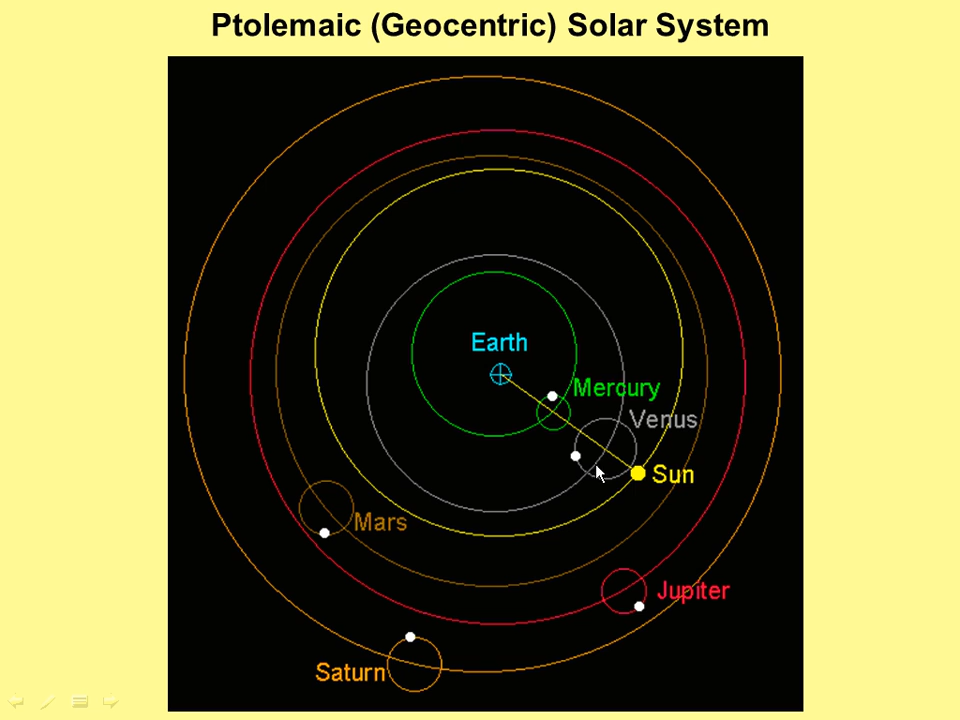 Ptolemaic (Geocentric) Solar System
Earth
Mercury
Venus
Sun
Mars
Jupiter
Saturn